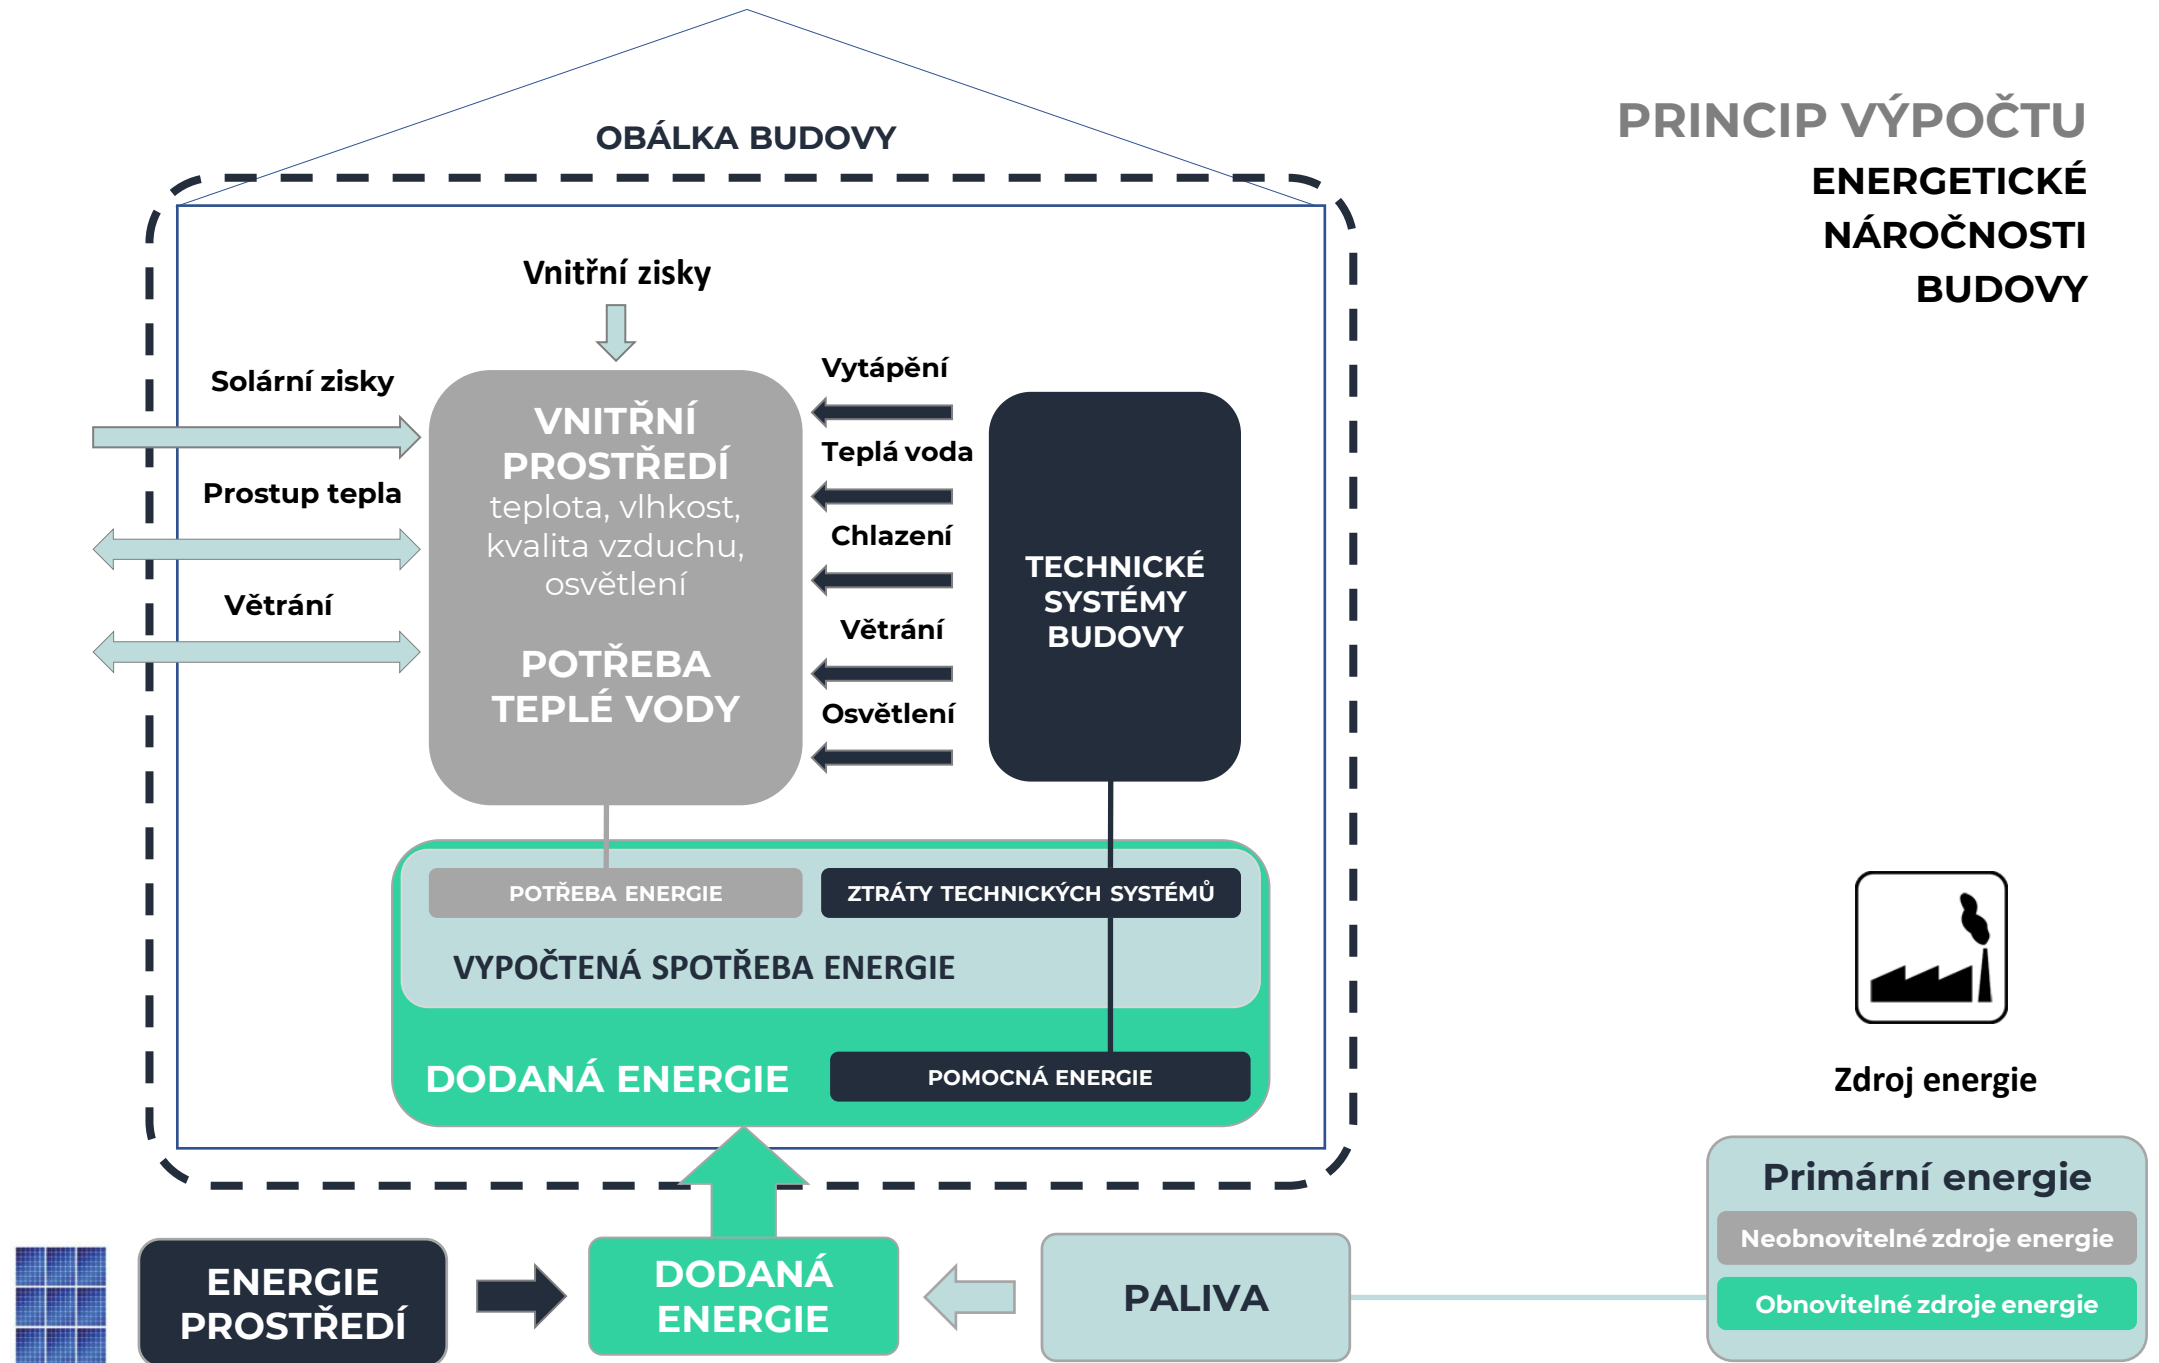 PRINCIP VÝPOČTU
ENERGETICKÉ
NÁROČNOSTI
BUDOVY
OBÁLKA BUDOVY
Vnitřní zisky
Solární zisky
Prostup tepla
Větrání
VNITŘNÍ
PROSTŘEDÍ
teplota, vlhkost,
kvalita vzduchu,
osvětlení
POTŘEBA
TEPLÉ VODY
Vytápění
Teplá voda
Chlazení
Větrání
Osvětlení
TECHNICKÉ
SYSTÉMY
BUDOVY
POTŘEBA ENERGIE
ZTRÁTY TECHNICKÝCH SYSTÉMŮ
VYPOČTENÁ SPOTŘEBA ENERGIE
DODANÁ ENERGIE
POMOCNÁ ENERGIE
Zdroj energie
Primární energie
Neobnovitelné zdroje energie
Obnovitelné zdroje energie
ENERGIE
PROSTŘEDÍ
DODANÁ
ENERGIE
PALIVA